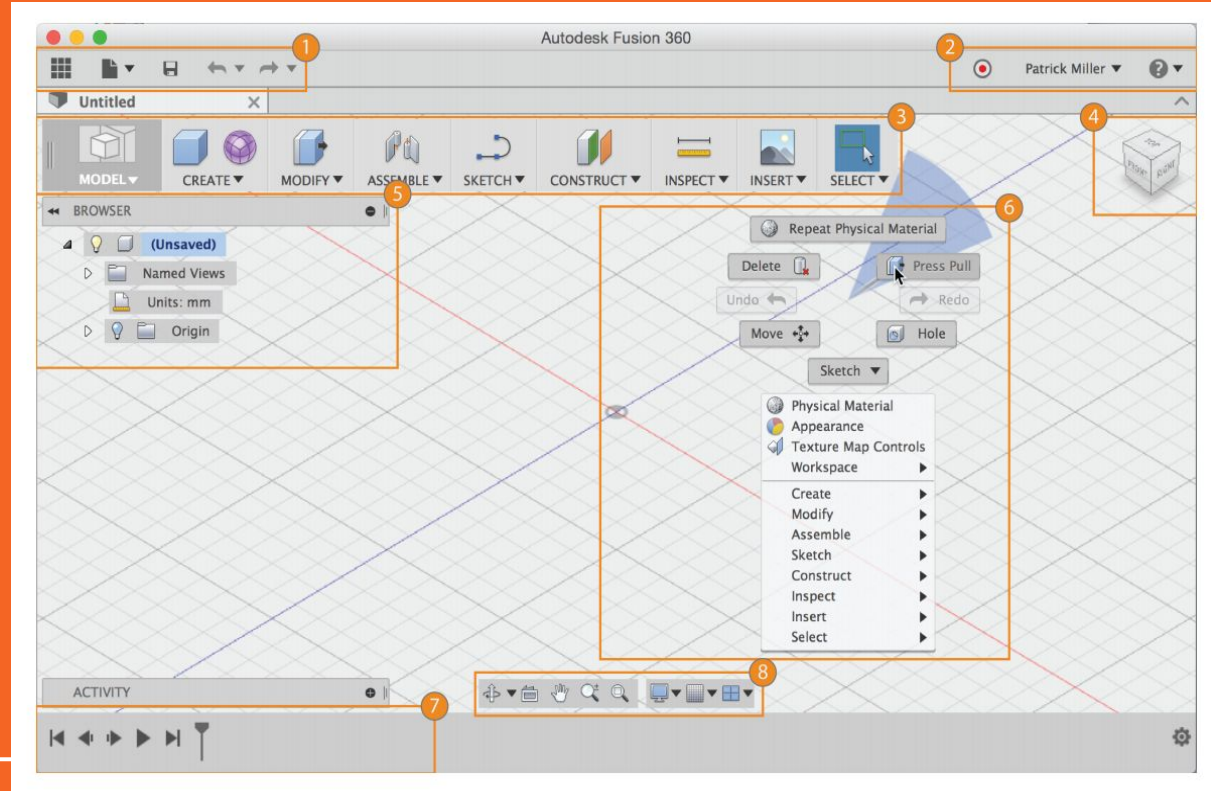 Autodesk Fusion 360
1
2
Patrick Miller
Untitled
3
4
MODEL
CREATE
MODIFY
ASSEMBLE
SKETCH
CONSTRUCT
INSPECT
INSERT
SELECT
TOP
FRONT
RIGHT
5
BROWSER
(Unsaved)
Named Views
Units: mm
Origin
6
Repeat Physical Material
Delete
Press Pull
Undo
Redo
Move
Hole
Sketch
Physical Material
Appearance
Texture Map Controls
Workspace
Create
Modify
Assemble
Sketch
Construct
Inspect
Insert
Select
ACTIVITY
7
8